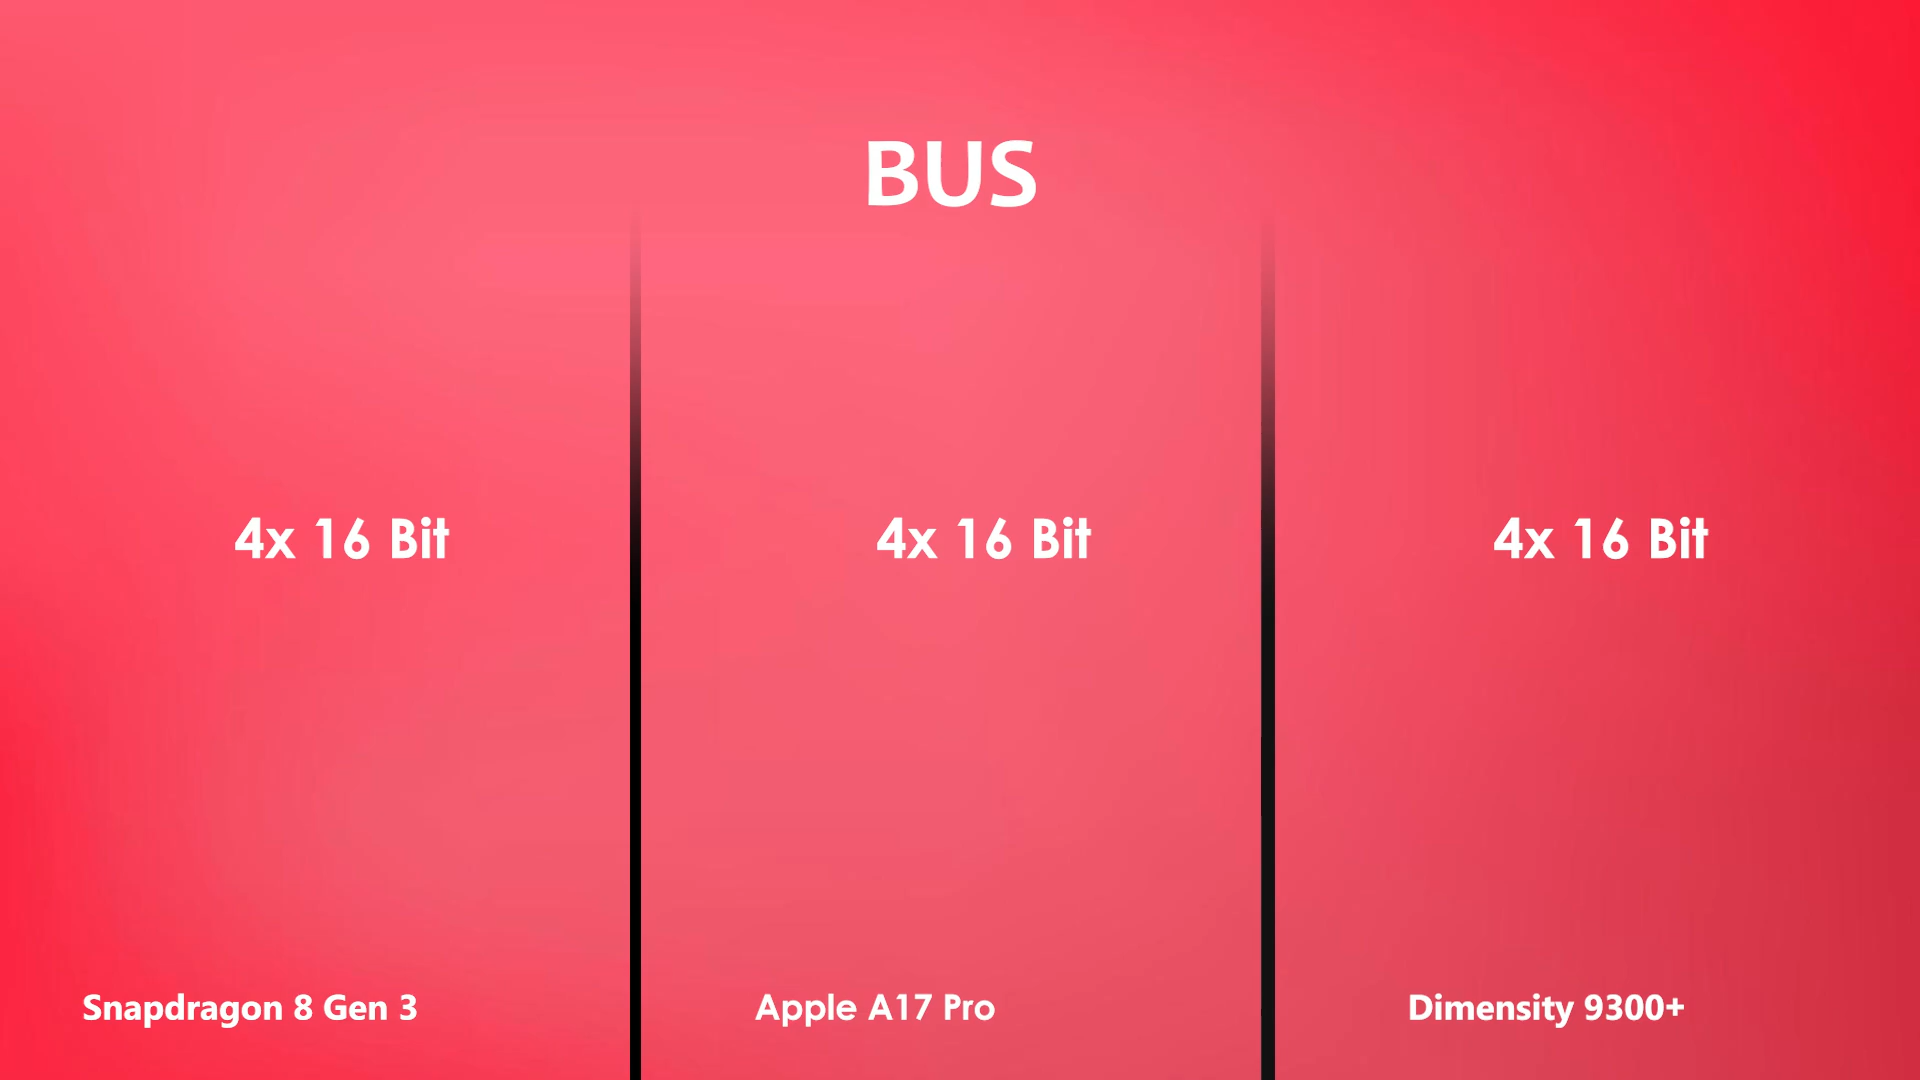 BUS
4x 16 Bit
4x 16 Bit
4x 16 Bit
Snapdragon 8 Gen 3
Apple A17 Pro
Dimensity 9300+